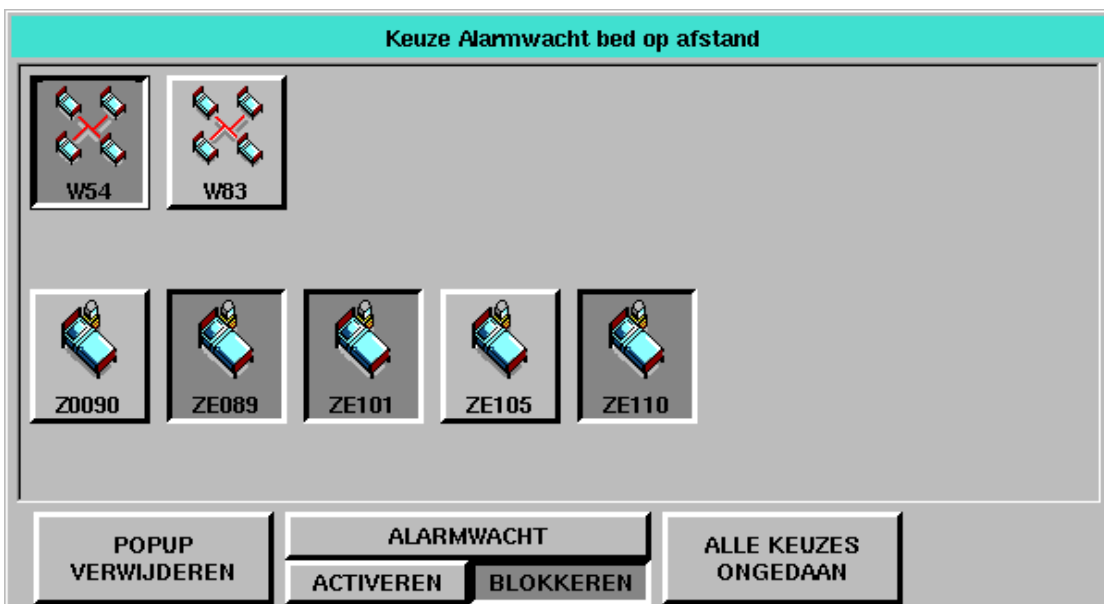 Keuze Alarmwacht bed op afstand
W54
W83
Z0090
ZE089
ZE101
ZE105
ZE110
POPUP
VERWIJDEREN
ALARMWACHT
ACTIVEREN
BLOKKEREN
ALLE KEUZES
ONGEDAAN